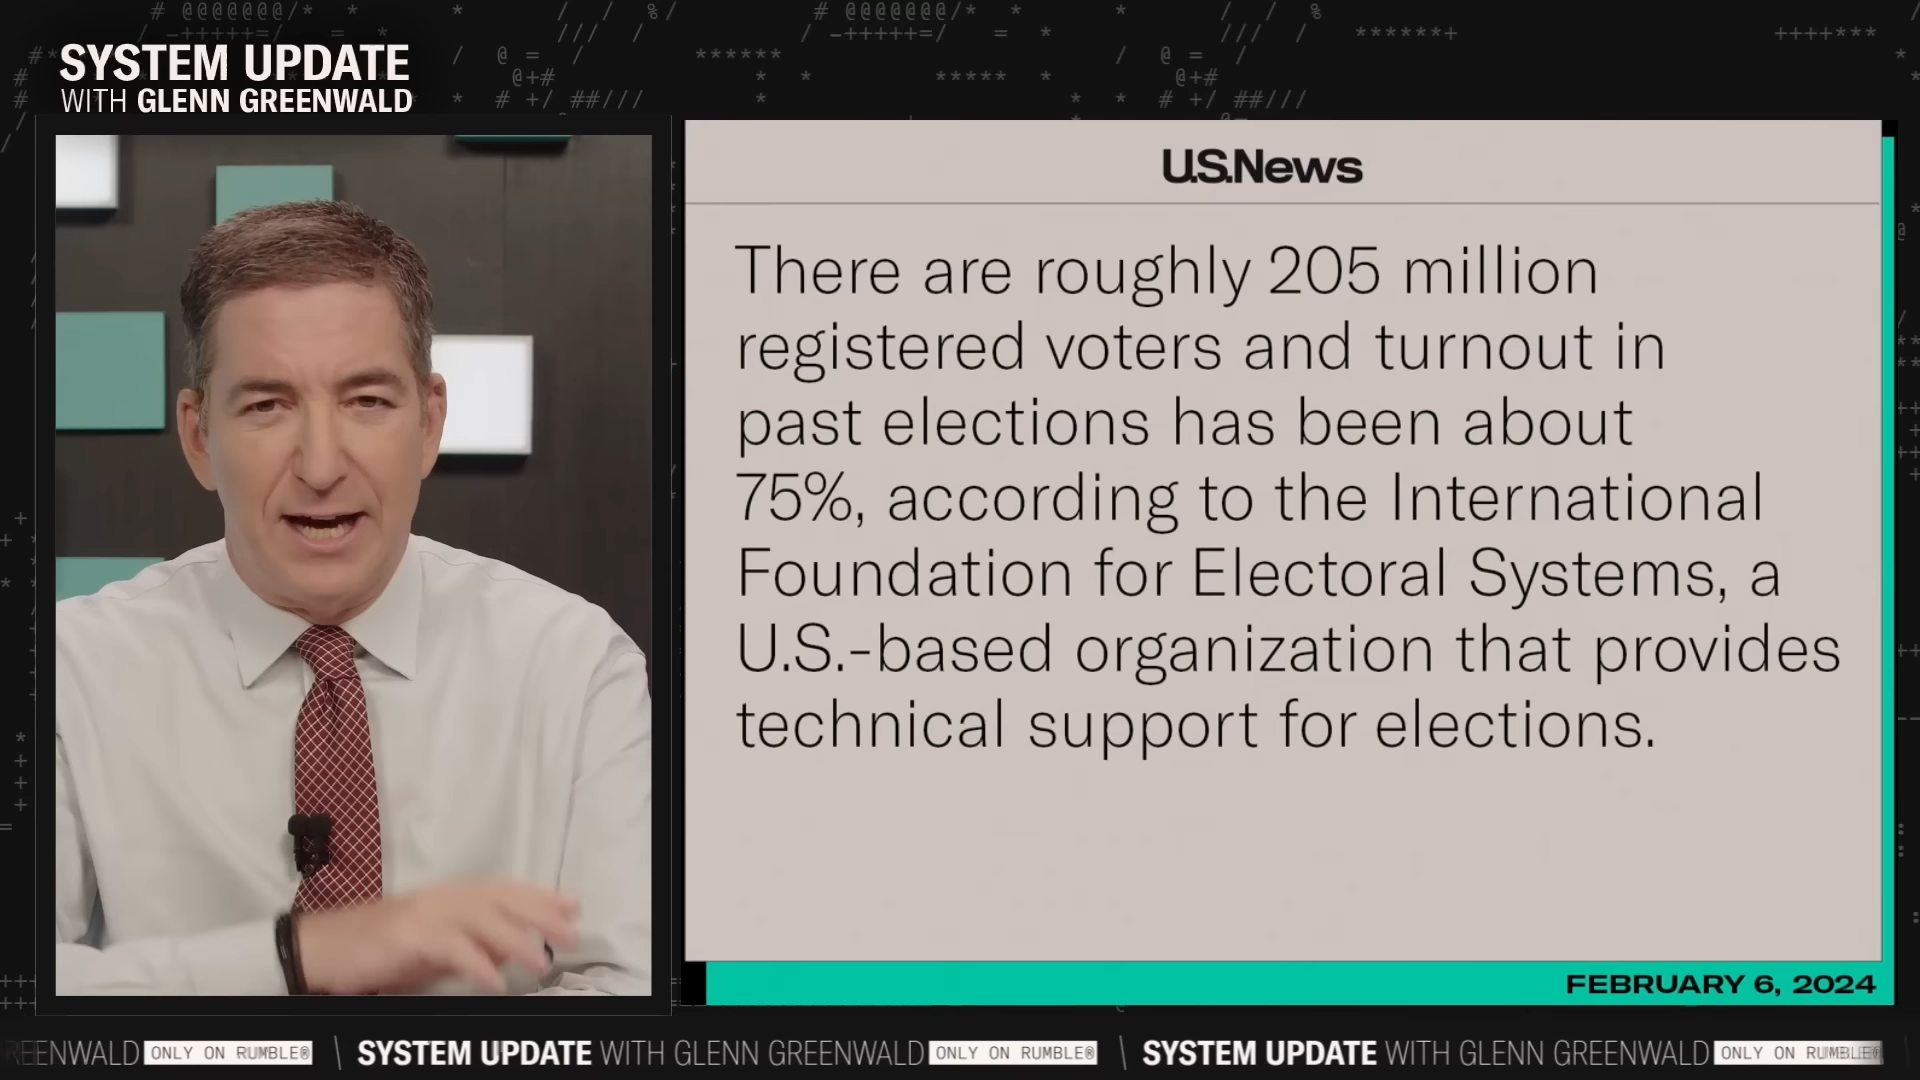 SYSTEM UPDATE
WITH GLENN GREENWALD
U.S.News
There are roughly 205 million
registered voters and turnout in
past elections has been about
75%, according to the International
Foundation for Electoral Systems, a
U.S.-based organization that provides
technical support for elections.
FEBRUARY 6, 2024
GREENWALD ONLY ON RUMBLE® \ SYSTEM UPDATE WITH GLENN GREENWALD ONLY ON RUMBLE® \ SYSTEM UPDATE WITH GLENN GREENWALD ONLY ON RUMBLE®